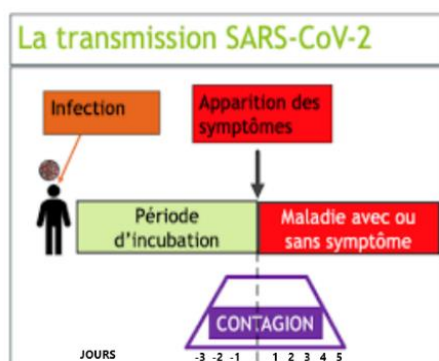 La transmission SARS-CoV-2
Infection
Apparition des
symptômes
Période
d'incubation
Maladie avec ou
sans symptôme
CONTAGION
JOURS -3 -2 -1 1 2 3 4 5